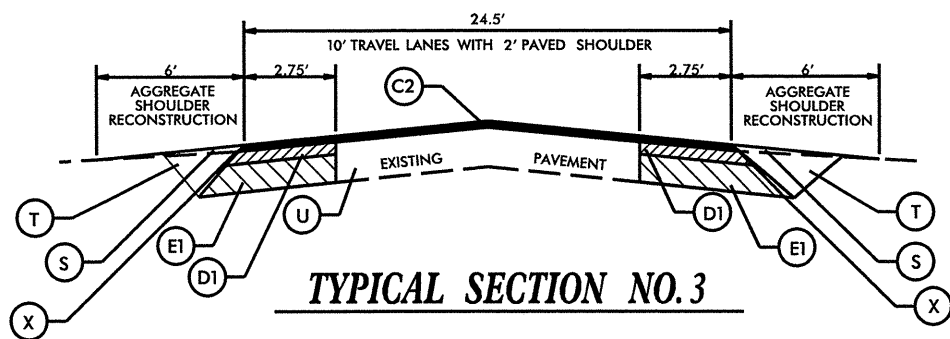 24.5'
10' TRAVEL LANES WITH 2' PAVED SHOULDER
6'
2.75'
2.75'
6'
AGGREGATE
SHOULDER
RECONSTRUCTION
C2
AGGREGATE
SHOULDER
RECONSTRUCTION
EXISTING
PAVEMENT
T
S
X
E1
D1
U
D1
E1
T
S
X
TYPICAL SECTION NO. 3